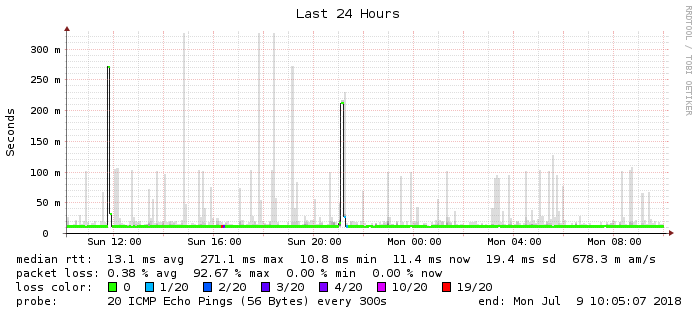 Last 24 Hours
RRDTOOL / TOBI OETIKER
Seconds
300 m
250 m
200 m
150 m
100 m
50 m
0
Sun 12:00 Sun 16:00 Sun 20:00 Mon 00:00 Mon 04:00 Mon 08:00
median rtt: 13.1 ms avg 271.1 ms max 10.8 ms min 11.4 ms now 19.4 ms sd 678.3 m am/s
packet loss: 0.38 % avg 92.67 % max 0.00 % min 0.00 % now
loss color: 0 1/20 2/20 3/20 4/20 10/20 19/20
probe: 20 ICMP Echo Pings (56 Bytes) every 300s end: Mon Jul 9 10:05:07 2018